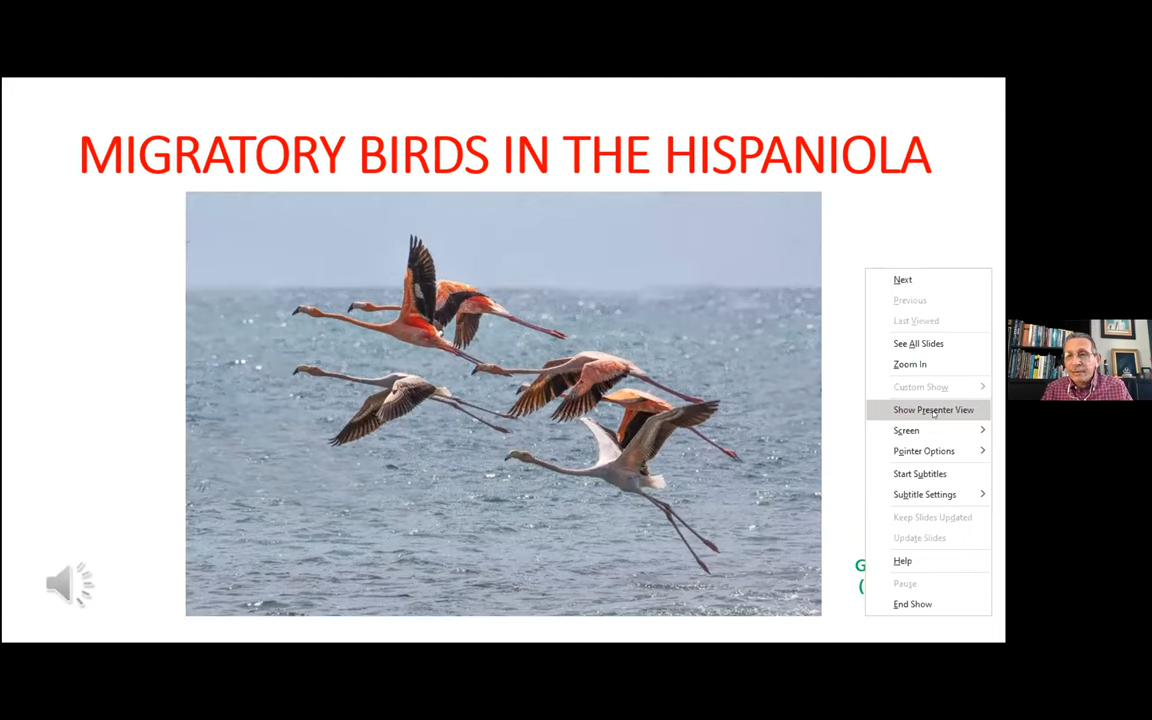 MIGRATORY BIRDS IN THE HISPANIOLA
Next
Previous
Last Viewed
See All Slides
Zoom In
Custom Show
Show Presenter View
Screen
Pointer Options
Start Subtitles
Subtitle Settings
Keep Slides Updated
Update Slides
Help
Pause
End Show
G
(